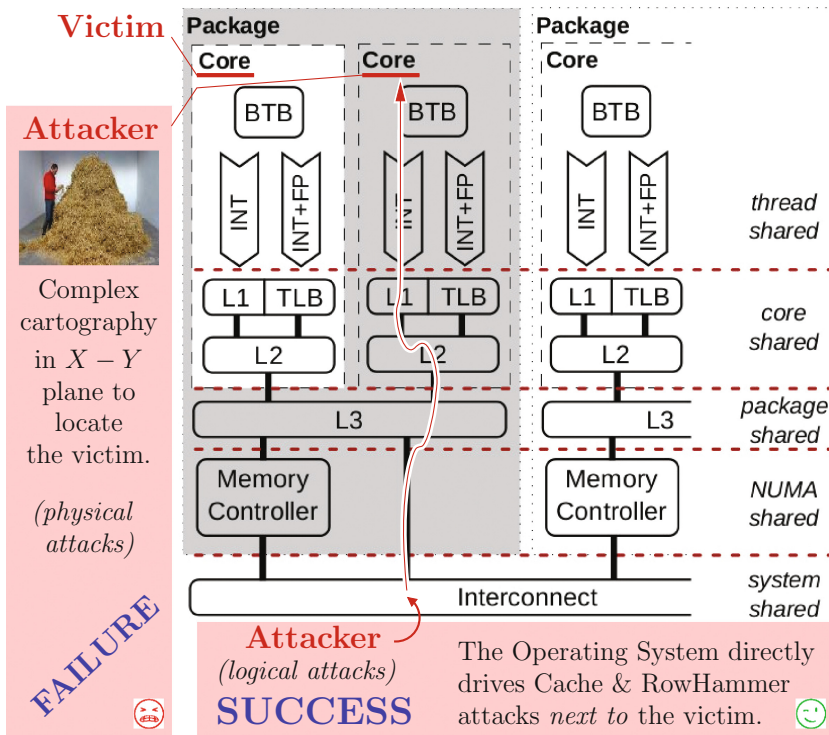 Victim
Attacker
Complex
cartography
in X − Y
plane to
locate
the victim.
(physical
attacks)
FAILURE
Package
Core
BTB
INT
INT+FP
L1
TLB
L2
Core
BTB
INT
INT+FP
L1
TLB
L2
L3
Memory
Controller
Package
Core
BTB
INT
INT+FP
L1
TLB
L2
L3
Memory
Controller
Interconnect
thread
shared
core
shared
package
shared
NUMA
shared
system
shared
Attacker
(logical attacks)
SUCCESS
The Operating System directly
drives Cache & RowHammer
attacks next to the victim.